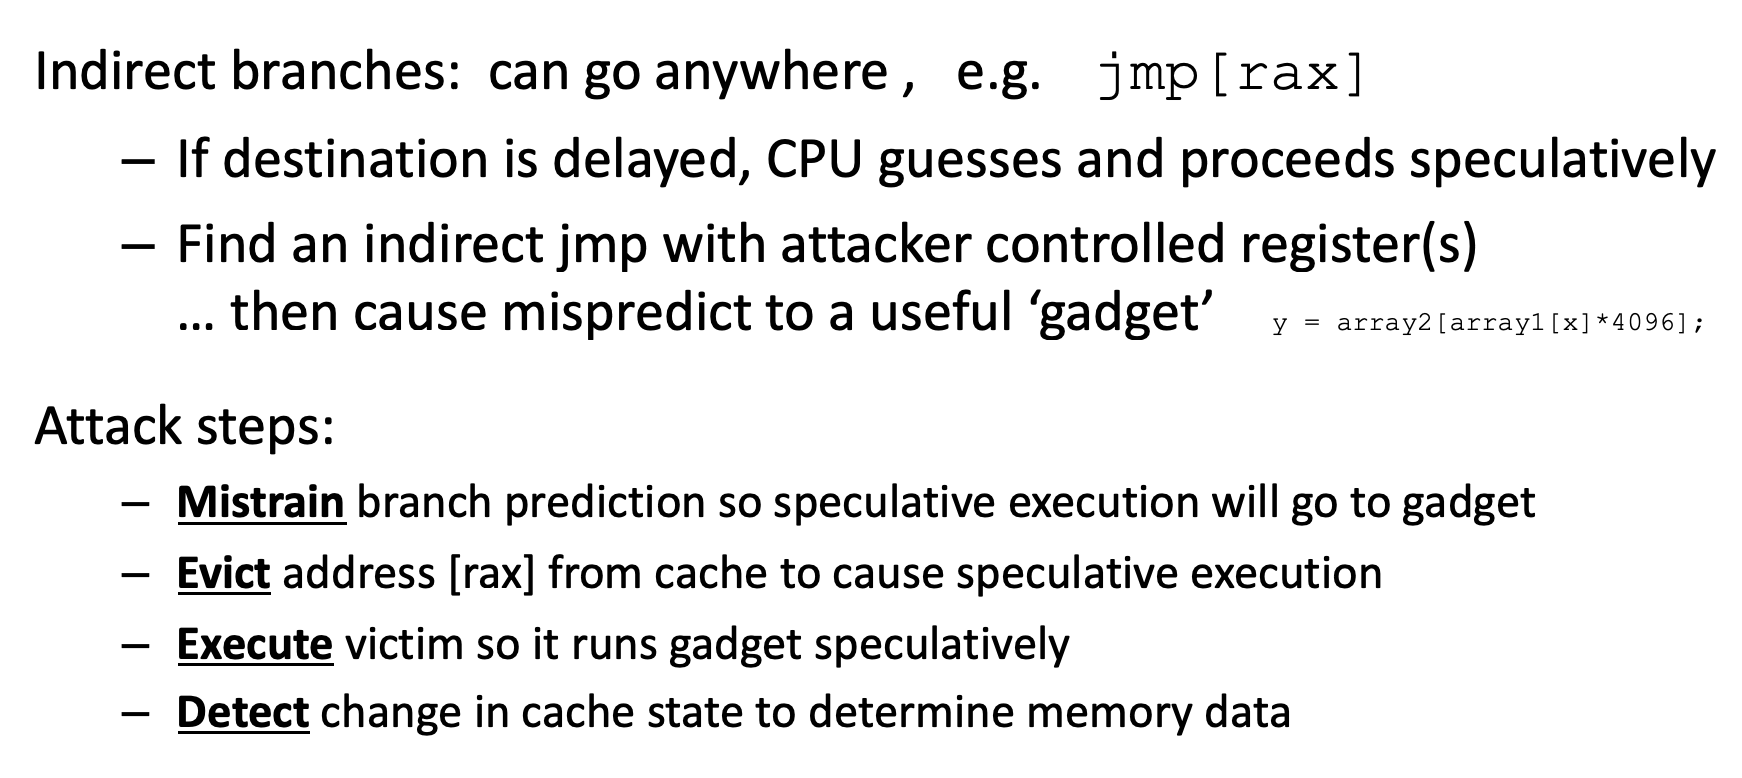 Indirect branches: can go anywhere , e.g. jmp[rax]
– If destination is delayed, CPU guesses and proceeds speculatively
– Find an indirect jmp with attacker controlled register(s)
... then cause mispredict to a useful ‘gadget’ y = array2[array1[x]*4096];
Attack steps:
– Mistrain branch prediction so speculative execution will go to gadget
– Evict address [rax] from cache to cause speculative execution
– Execute victim so it runs gadget speculatively
– Detect change in cache state to determine memory data